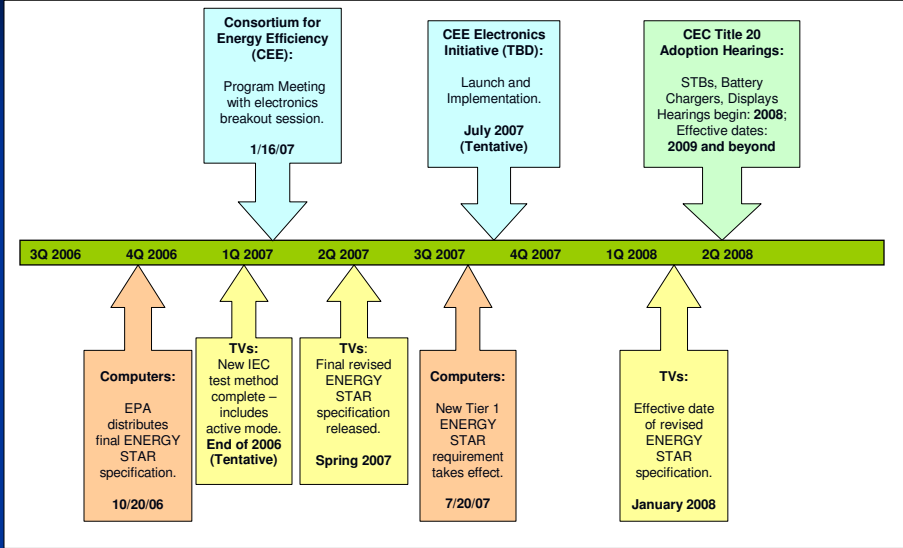 Consortium for
Energy Efficiency
(CEE):
Program Meeting
with electronics
breakout session.
1/16/07
CEE Electronics
Initiative (TBD):
Launch and
Implementation.
July 2007
(Tentative)
CEC Title 20
Adoption Hearings:
STBs, Battery
Chargers, Displays
Hearings begin: 2008;
Effective dates:
2009 and beyond
3Q 2006 4Q 2006 1Q 2007 2Q 2007 3Q 2007 4Q 2007 1Q 2008 2Q 2008
Computers:
EPA
distributes
final ENERGY
STAR
specification.
10/20/06
TVs:
New IEC
test method
complete –
includes
active mode.
End of 2006
(Tentative)
TVs:
Final revised
ENERGY
STAR
specification
released.
Spring 2007
Computers:
New Tier 1
ENERGY
STAR
requirement
takes effect.
7/20/07
TVs:
Effective date
of revised
ENERGY
STAR
specification.
January 2008